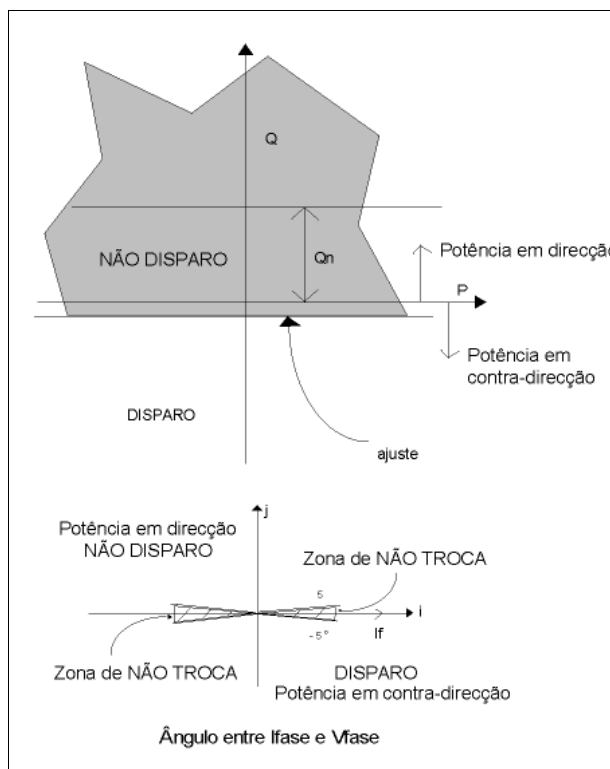 Q
NÃO DISPARO
Qn
Potência em direcçã
P
Potência em
contra-direcção
DISPARO
ajuste
j
Potência em direcção
NÃO DISPARO
Zona de NÃO TROCA
5
i
-5°
If
Zona de NÃO TROCA
DISPARO
Potência em contra-direcção
Ângulo entre Ifase e Vfase